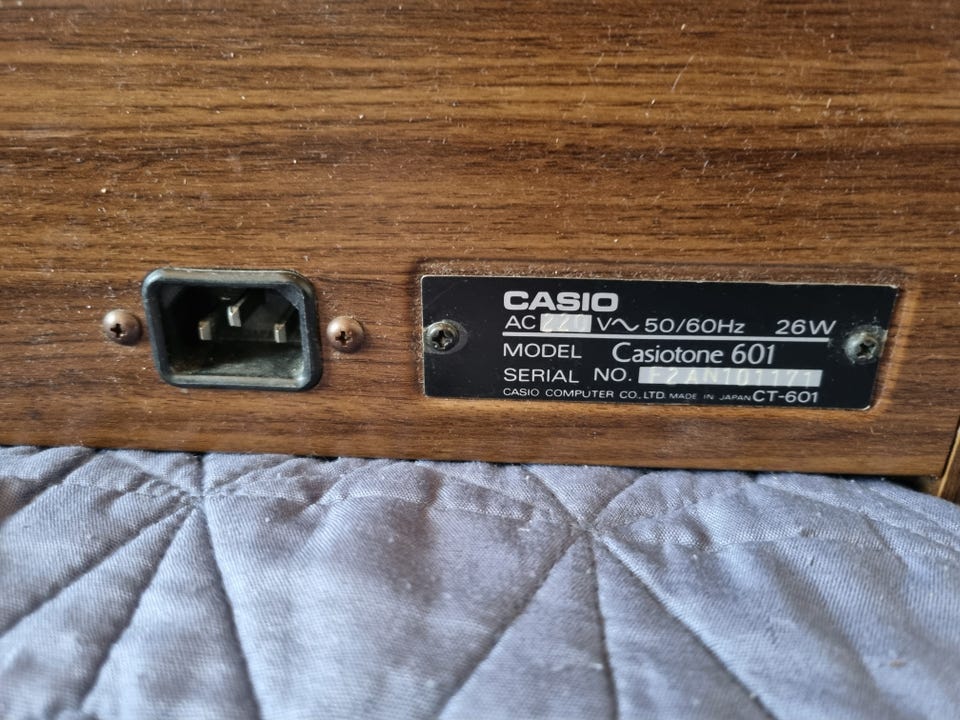 CASIO
AC 220 V~ 50/60Hz 26W
MODEL Casiotone 601
SERIAL NO.
CASIO COMPUTER CO.,LTD. MADE IN JAPAN CT-601